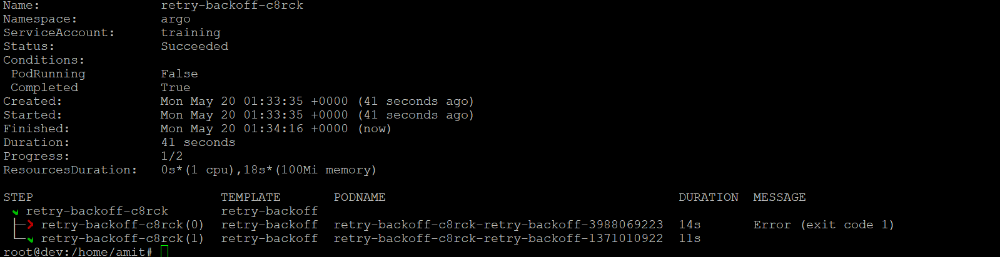 Name: retry-backoff-c8rck
Namespace: argo
ServiceAccount: training
Status: Succeeded
Conditions:
PodRunning False
Completed True
Created: Mon May 20 01:33:35 +0000 (41 seconds ago)
Started: Mon May 20 01:33:35 +0000 (41 seconds ago)
Finished: Mon May 20 01:34:16 +0000 (now)
Duration: 41 seconds
Progress: 1/2
ResourcesDuration: 0s*(1 cpu),18s*(100Mi memory)
STEP TEMPLATE PODNAME DURATION MESSAGE
✔ retry-backoff-c8rck retry-backoff
├─✖ retry-backoff-c8rck(0) retry-backoff retry-backoff-c8rck-retry-backoff-3988069223 14s Error (exit code 1)
└─✔ retry-backoff-c8rck(1) retry-backoff retry-backoff-c8rck-retry-backoff-1371010922 11s
root@dev:/home/amit#